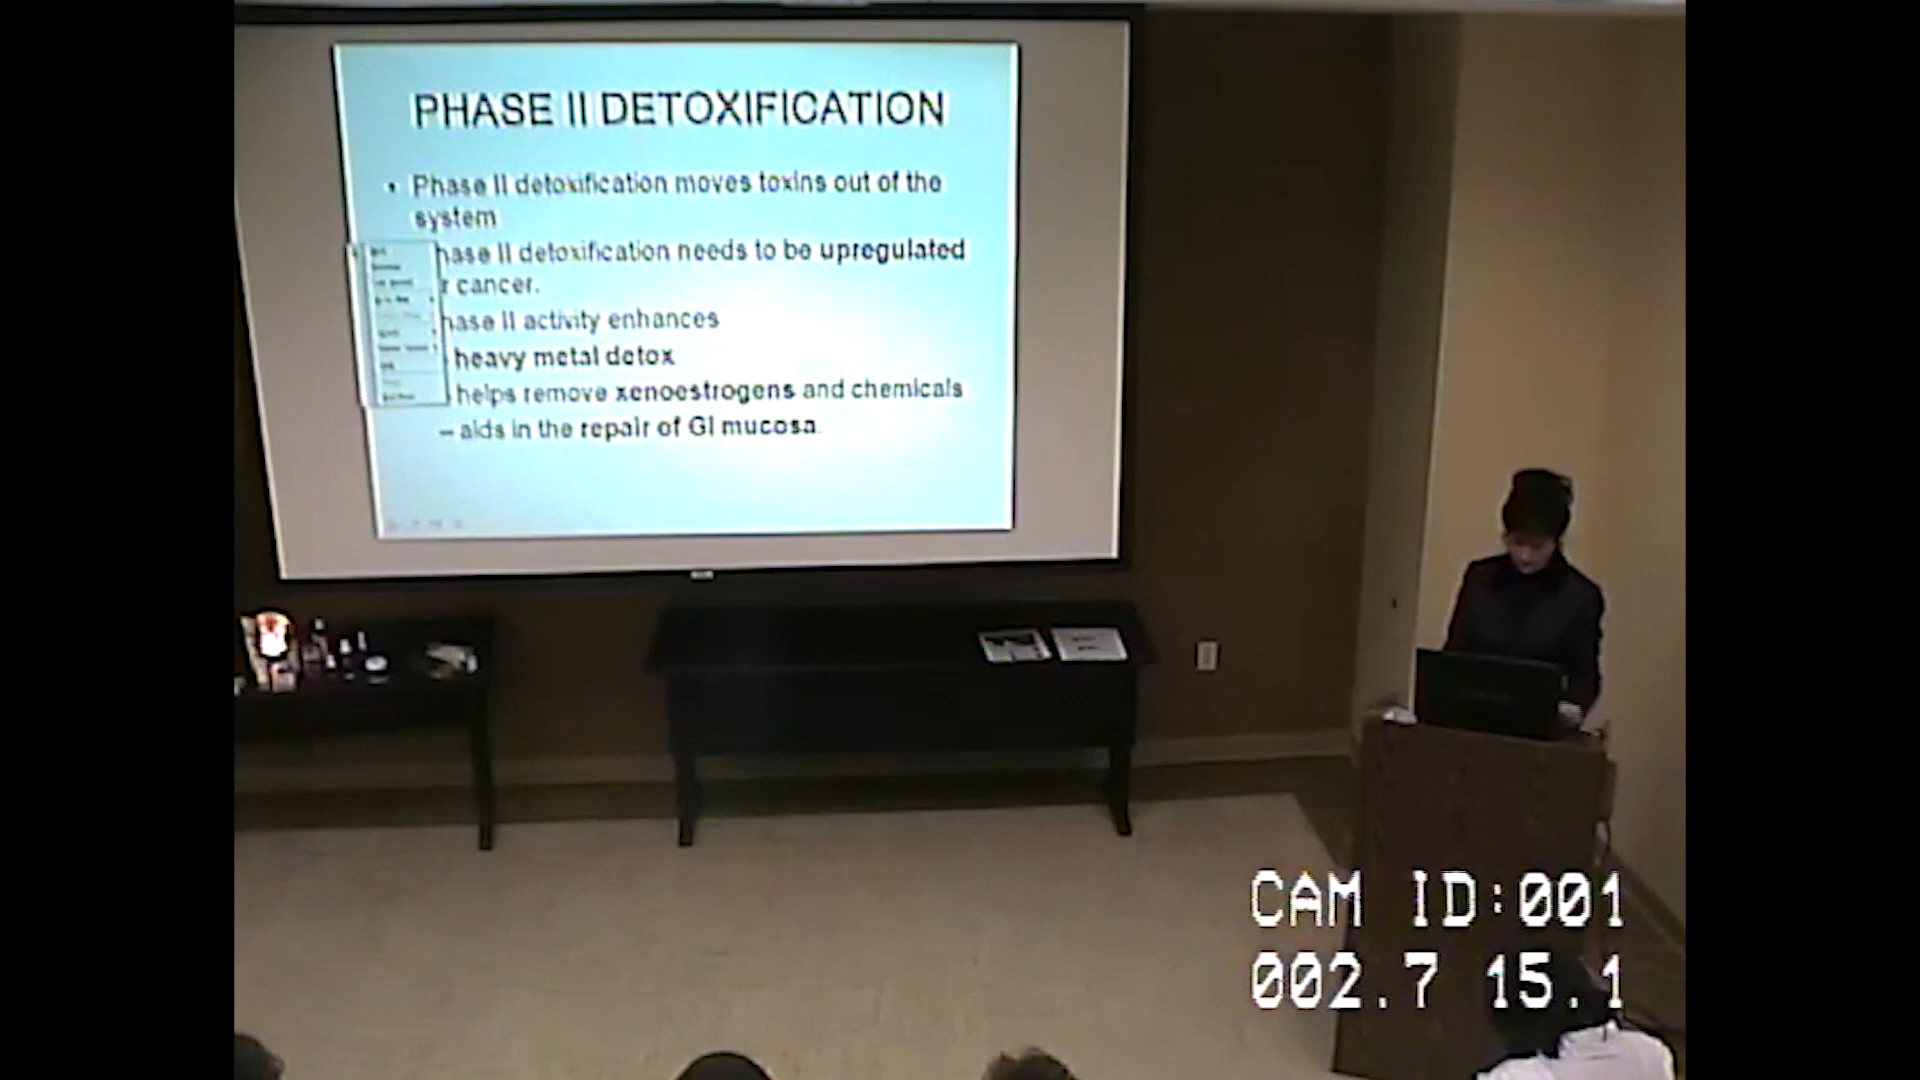 PHASE II DETOXIFICATION
• Phase II detoxification moves toxins out of the
system
hase II detoxification needs to be upregulated
r cancer.
hase II activity enhances
heavy metal detox
helps remove xenoestrogens and chemicals
– aids in the repair of GI mucosa.
CAM ID:001
002.7 15.1